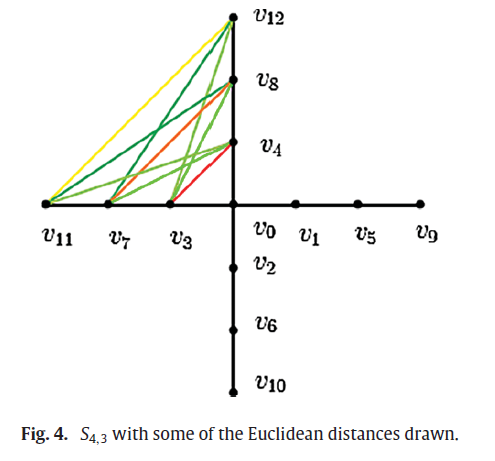 v12
v8
v4
v11 v7 v3 v0 v1 v5 v9
v2
v6
v10
Fig. 4. S4,3 with some of the Euclidean distances drawn.